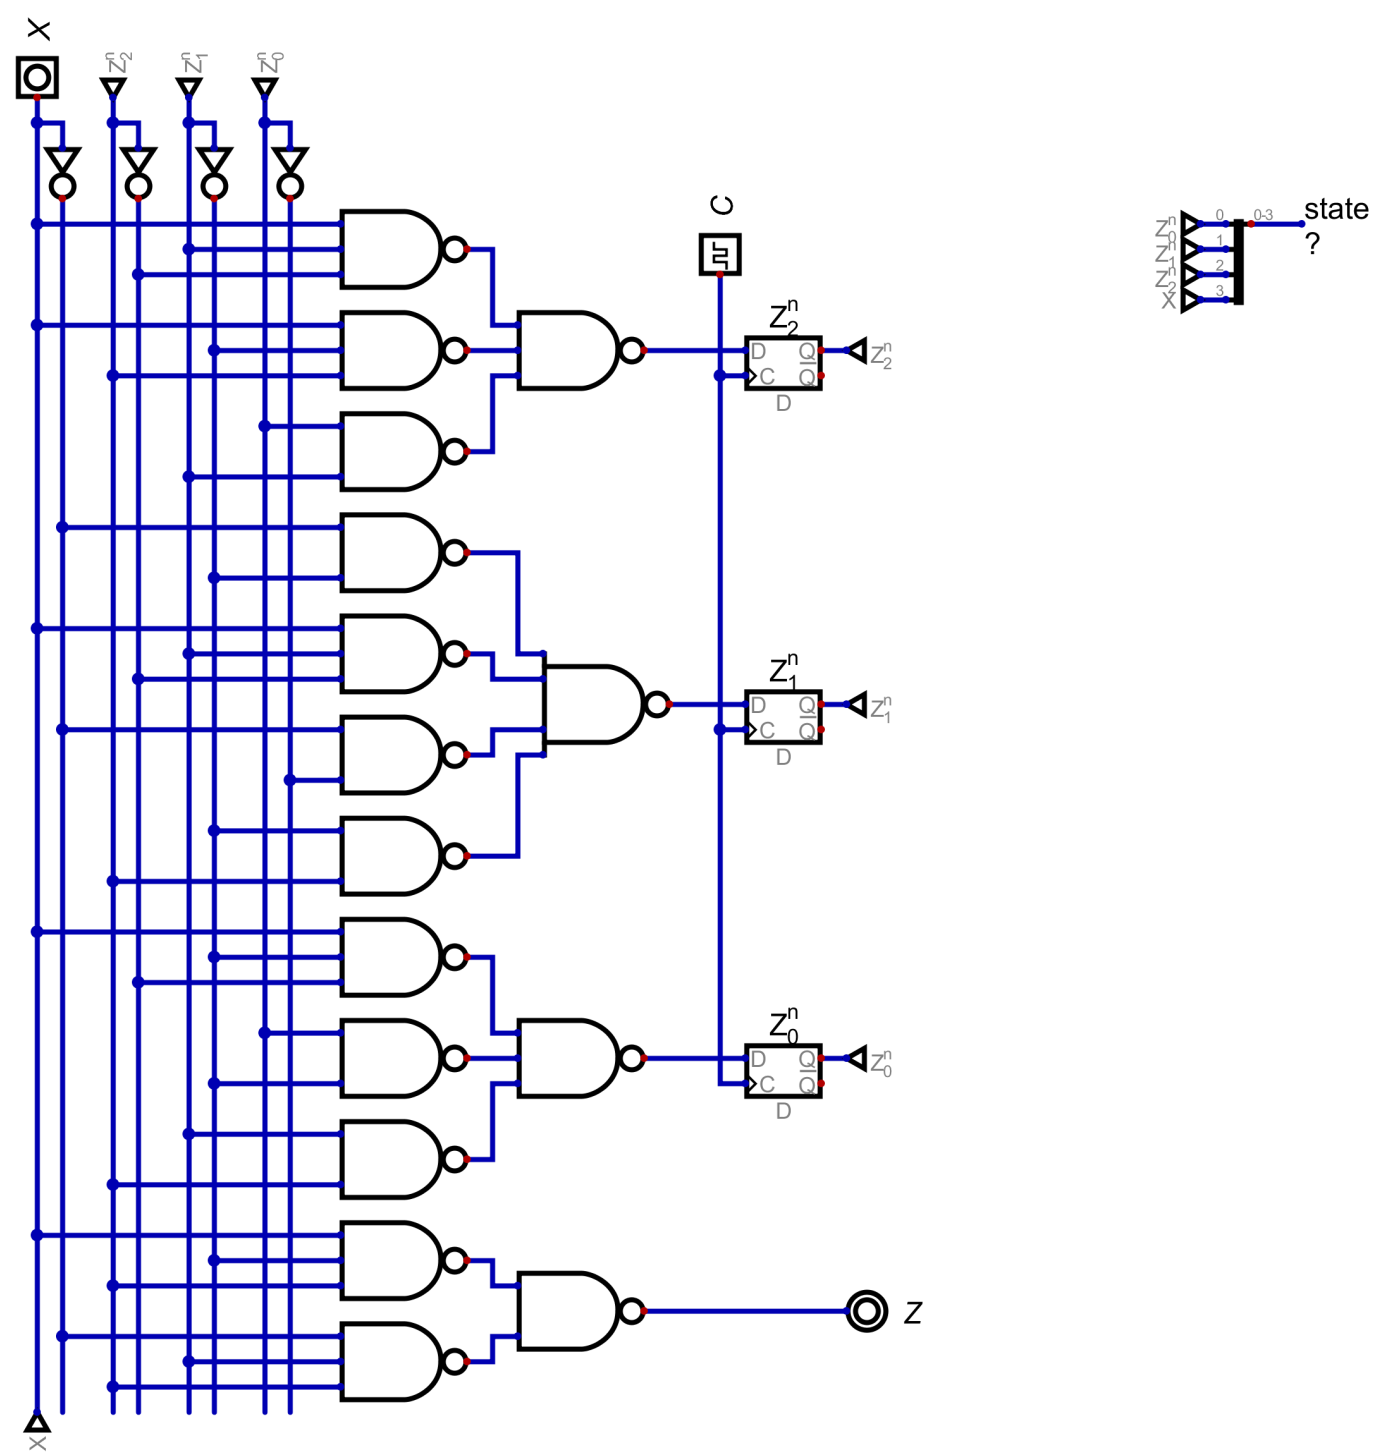 X
Z₂ⁿ
Z₁ⁿ
Z₀ⁿ
C
Z₂ⁿ
D Q
C Q̅
D
Z₂ⁿ
Z₁ⁿ
D Q
C Q̅
D
Z₁ⁿ
Z₀ⁿ
D Q
C Q̅
D
Z₀ⁿ
Z
X
Z₀ⁿ 0 0-3 state
Z₁ⁿ 1 ?
Z₂ⁿ 2
X 3